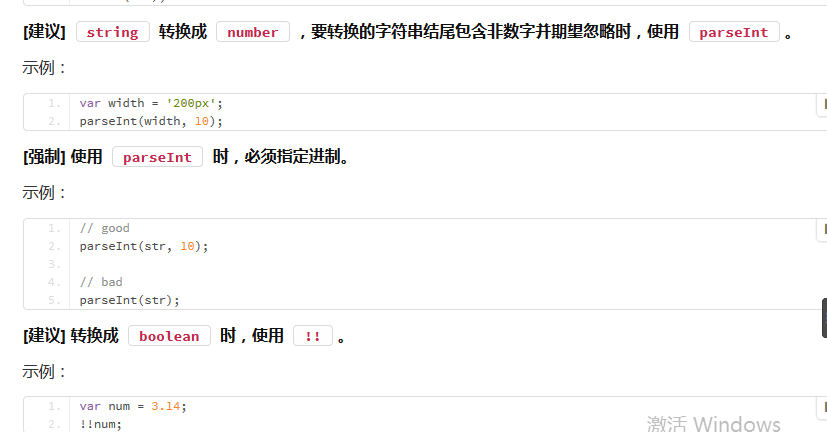 [建议] string 转换成 number ，要转换的字符串结尾包含非数字并期望忽略时，使用 parseInt 。
示例：
1. var width = '200px';
2. parseInt(width, 10);
[强制] 使用 parseInt 时，必须指定进制。
示例：
1. // good
2. parseInt(str, 10);
3.
4. // bad
5. parseInt(str);
[建议] 转换成 boolean 时，使用 !! 。
示例：
1. var num = 3.14;
2. !!num;
激活 Windows